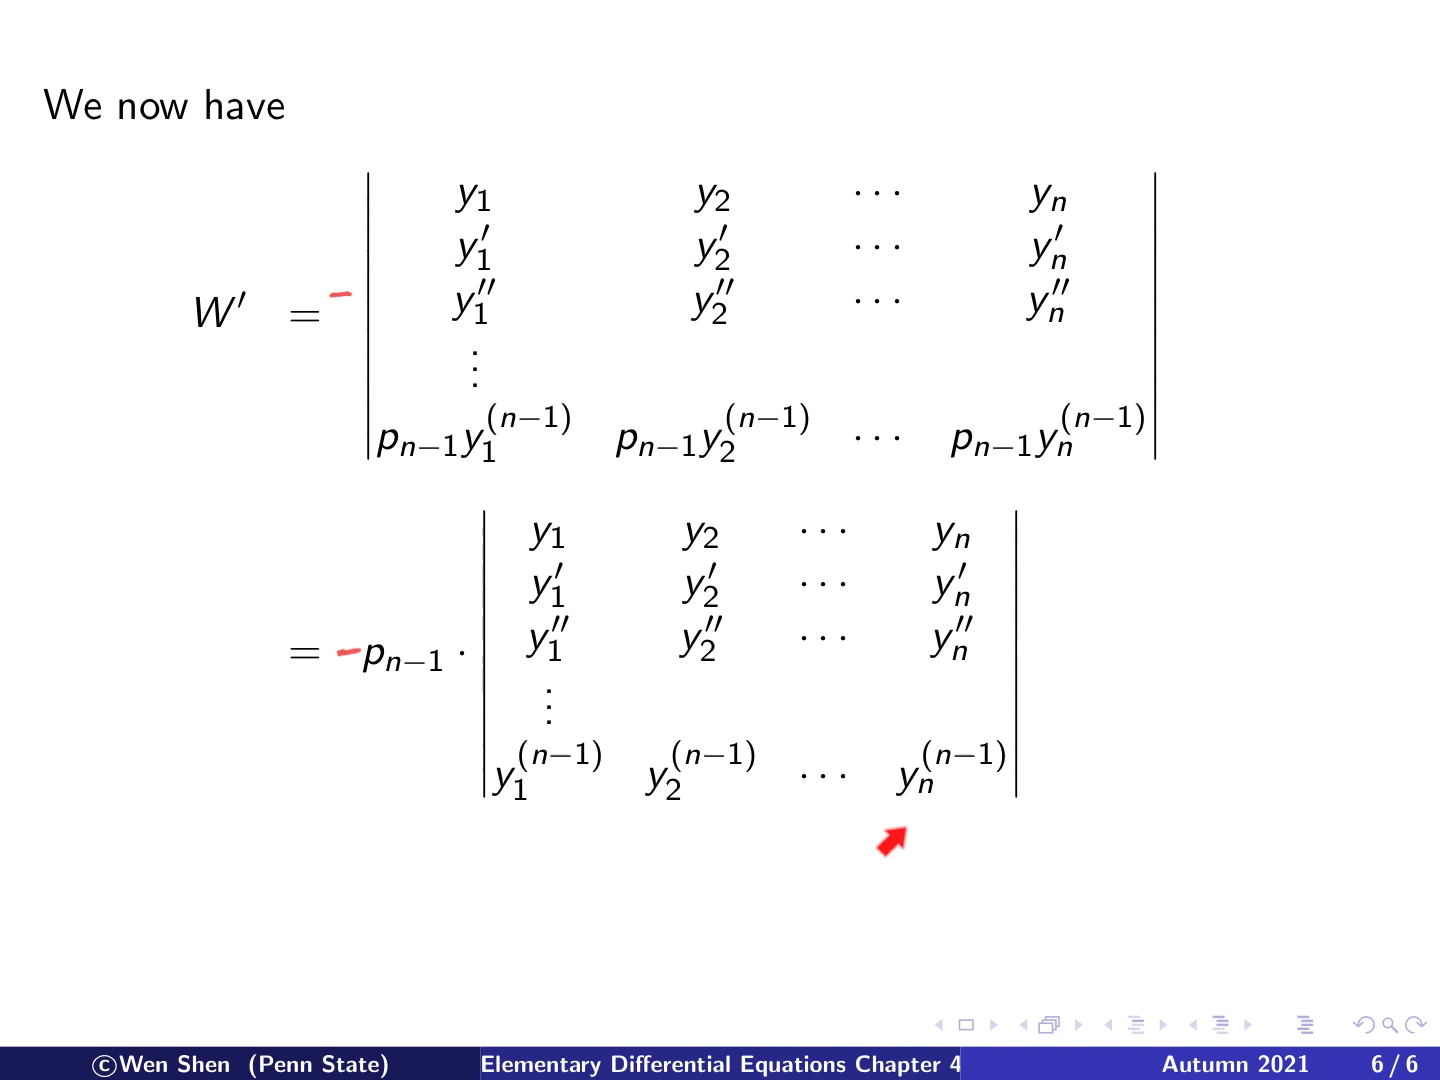 We now have
y₁ y₂ ⋯ yₙ
y₁′ y₂′ ⋯ yₙ′
W′ = − y₁″ y₂″ ⋯ yₙ″
⋮
pₙ₋₁y₁⁽ⁿ⁻¹⁾ pₙ₋₁y₂⁽ⁿ⁻¹⁾ ⋯ pₙ₋₁yₙ⁽ⁿ⁻¹⁾
y₁ y₂ ⋯ yₙ
y₁′ y₂′ ⋯ yₙ′
= −pₙ₋₁ · y₁″ y₂″ ⋯ yₙ″
⋮
y₁⁽ⁿ⁻¹⁾ y₂⁽ⁿ⁻¹⁾ ⋯ yₙ⁽ⁿ⁻¹⁾
©Wen Shen (Penn State) Elementary Differential Equations Chapter 4 Autumn 2021 6 / 6